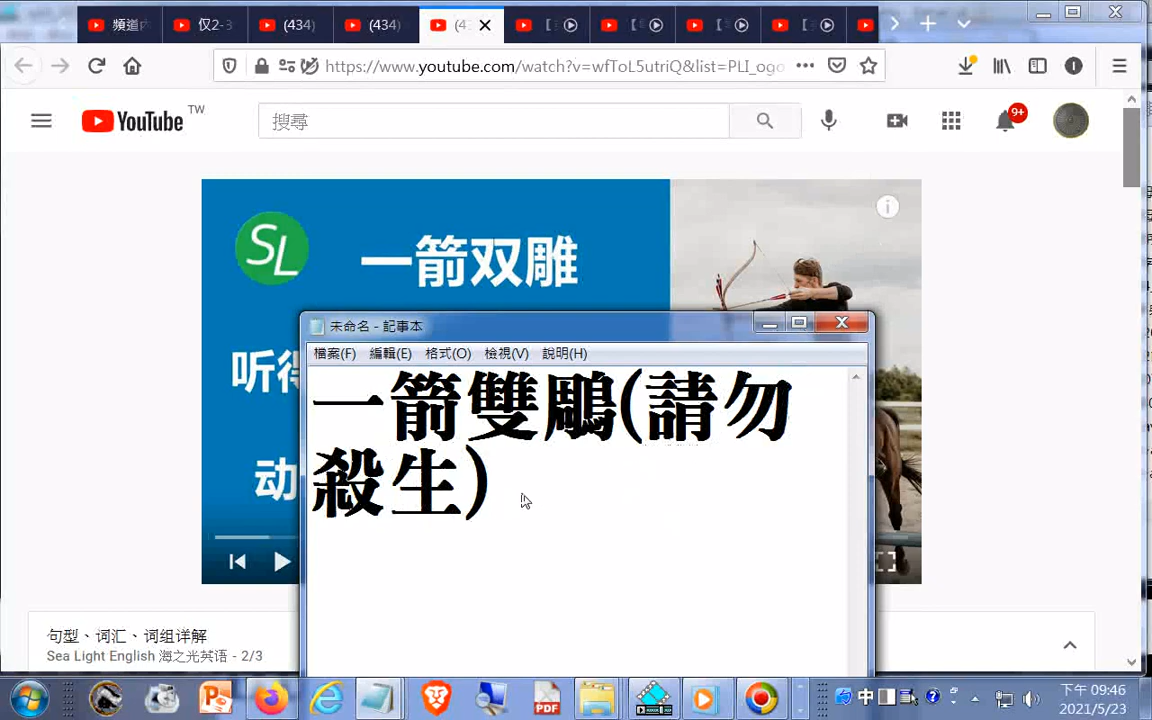 頻道內
仅2-3
(434)
(434)
(4
https://www.youtube.com/watch?v=wfToL5utriQ&list=PLI_ogo
YouTube TW
搜尋
9+
SL
一箭双雕
听得
动
未命名 - 記事本
檔案(F) 編輯(E) 格式(O) 檢視(V) 說明(H)
一箭雙鵰(請勿
殺生)
句型、词汇、词组详解
Sea Light English 海之光英语 - 2/3
PDF
中
下午 09:46
2021/5/23